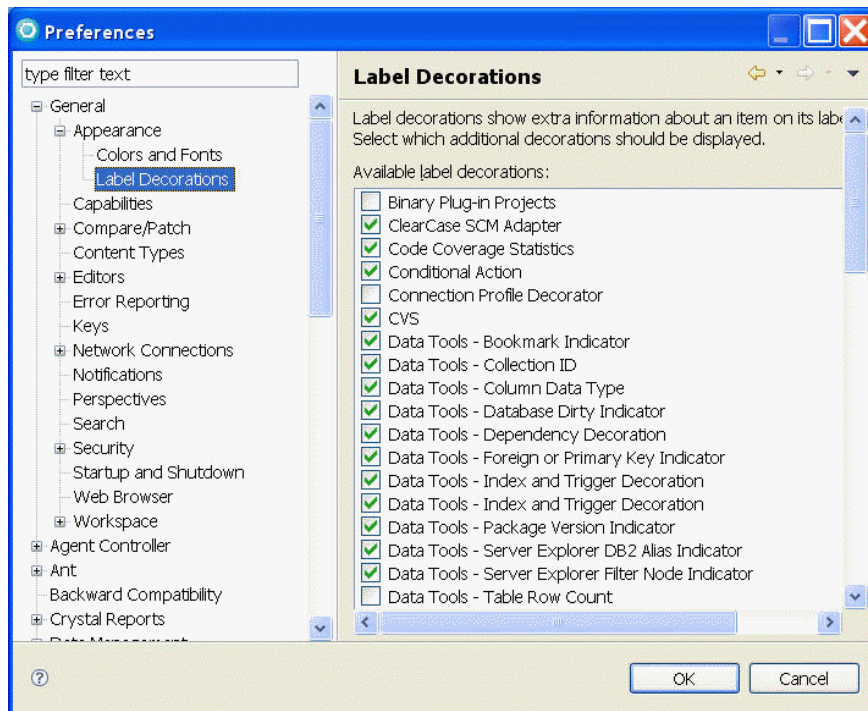 Preferences
type filter text
General
Appearance
Colors and Fonts
Label Decorations
Capabilities
Compare/Patch
Content Types
Editors
Error Reporting
Keys
Network Connections
Notifications
Perspectives
Search
Security
Startup and Shutdown
Web Browser
Workspace
Agent Controller
Ant
Backward Compatibility
Crystal Reports
Data Management
Label Decorations
Label decorations show extra information about an item on its labe
Select which additional decorations should be displayed.
Available label decorations:
Binary Plug-in Projects
ClearCase SCM Adapter
Code Coverage Statistics
Conditional Action
Connection Profile Decorator
CVS
Data Tools - Bookmark Indicator
Data Tools - Collection ID
Data Tools - Column Data Type
Data Tools - Database Dirty Indicator
Data Tools - Dependency Decoration
Data Tools - Foreign or Primary Key Indicator
Data Tools - Index and Trigger Decoration
Data Tools - Index and Trigger Decoration
Data Tools - Package Version Indicator
Data Tools - Server Explorer DB2 Alias Indicator
Data Tools - Server Explorer Filter Node Indicator
Data Tools - Table Row Count
OK
Cancel